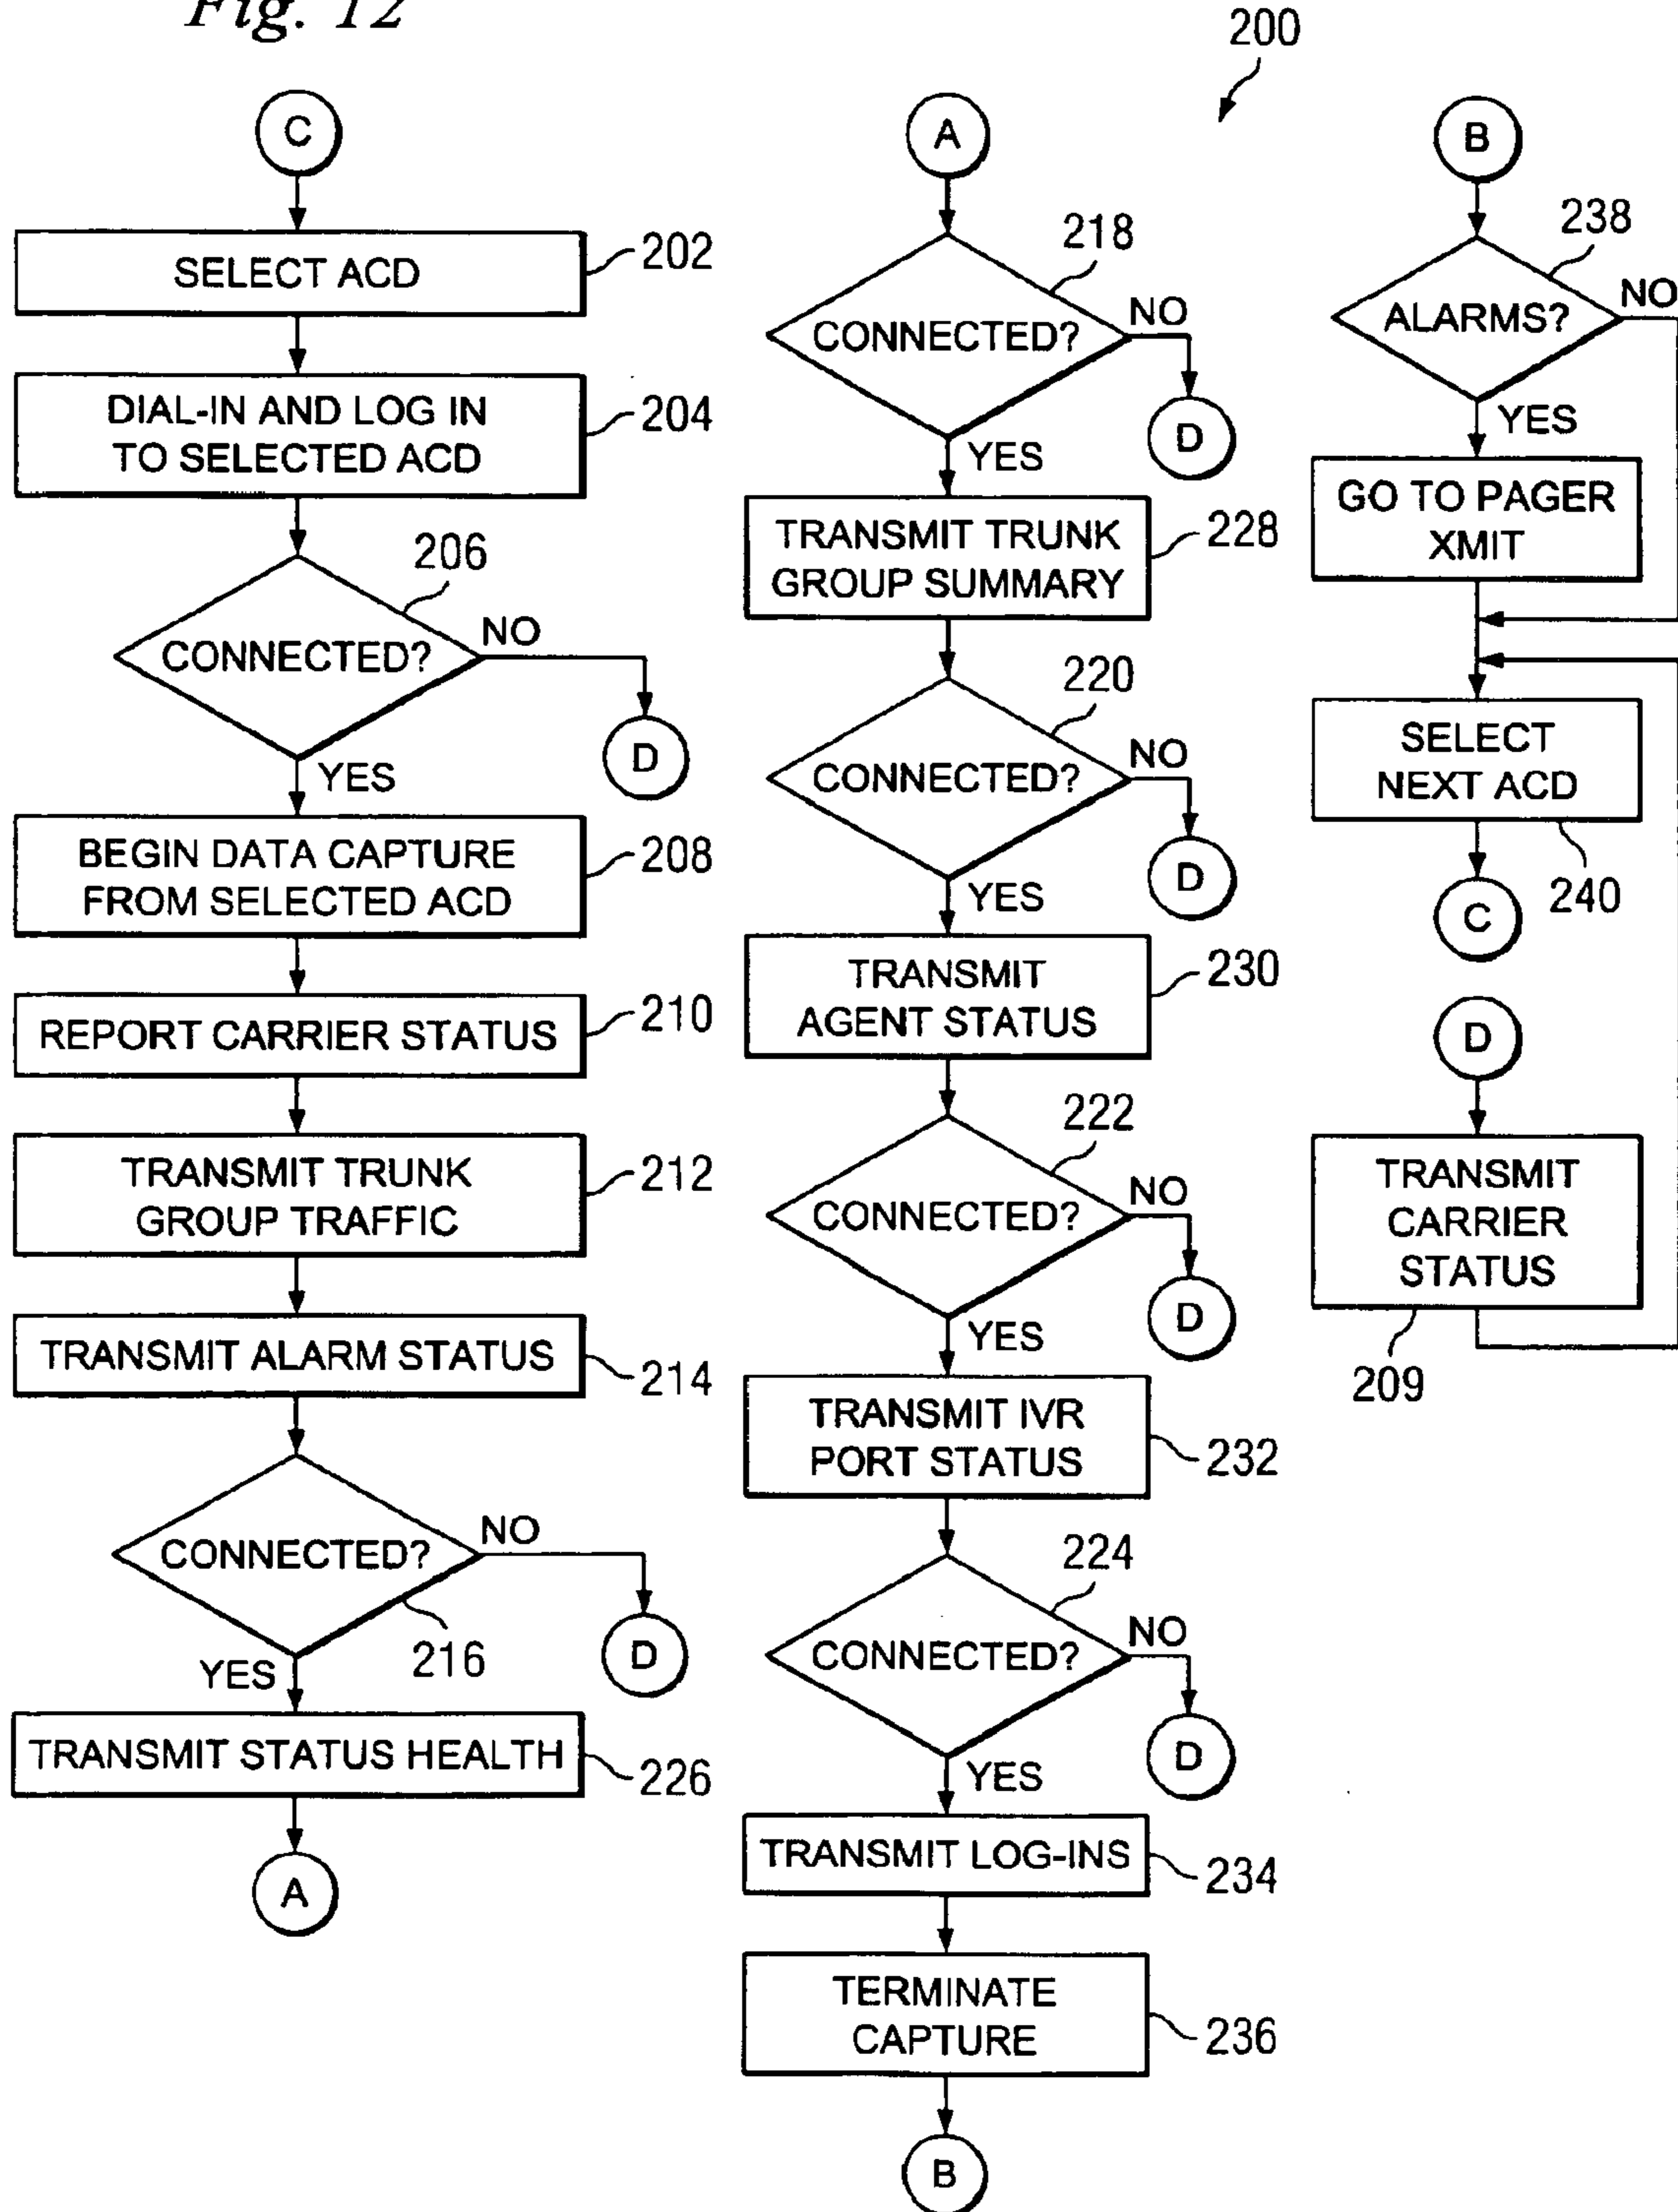 Fig. 12
200
C
SELECT ACD
202
DIAL-IN AND LOG IN
TO SELECTED ACD
204
206
CONNECTED?
NO
D
YES
BEGIN DATA CAPTURE
FROM SELECTED ACD
208
REPORT CARRIER STATUS
210
TRANSMIT TRUNK
GROUP TRAFFIC
212
TRANSMIT ALARM STATUS
214
CONNECTED?
NO
D
216
YES
TRANSMIT STATUS HEALTH
226
A
A
218
CONNECTED?
NO
D
YES
TRANSMIT TRUNK
GROUP SUMMARY
228
220
CONNECTED?
NO
D
YES
TRANSMIT
AGENT STATUS
230
222
CONNECTED?
NO
D
YES
TRANSMIT IVR
PORT STATUS
232
224
CONNECTED?
NO
D
YES
TRANSMIT LOG-INS
234
TERMINATE
CAPTURE
236
B
B
238
ALARMS?
NO
YES
GO TO PAGER
XMIT
SELECT
NEXT ACD
240
C
D
TRANSMIT
CARRIER
STATUS
209